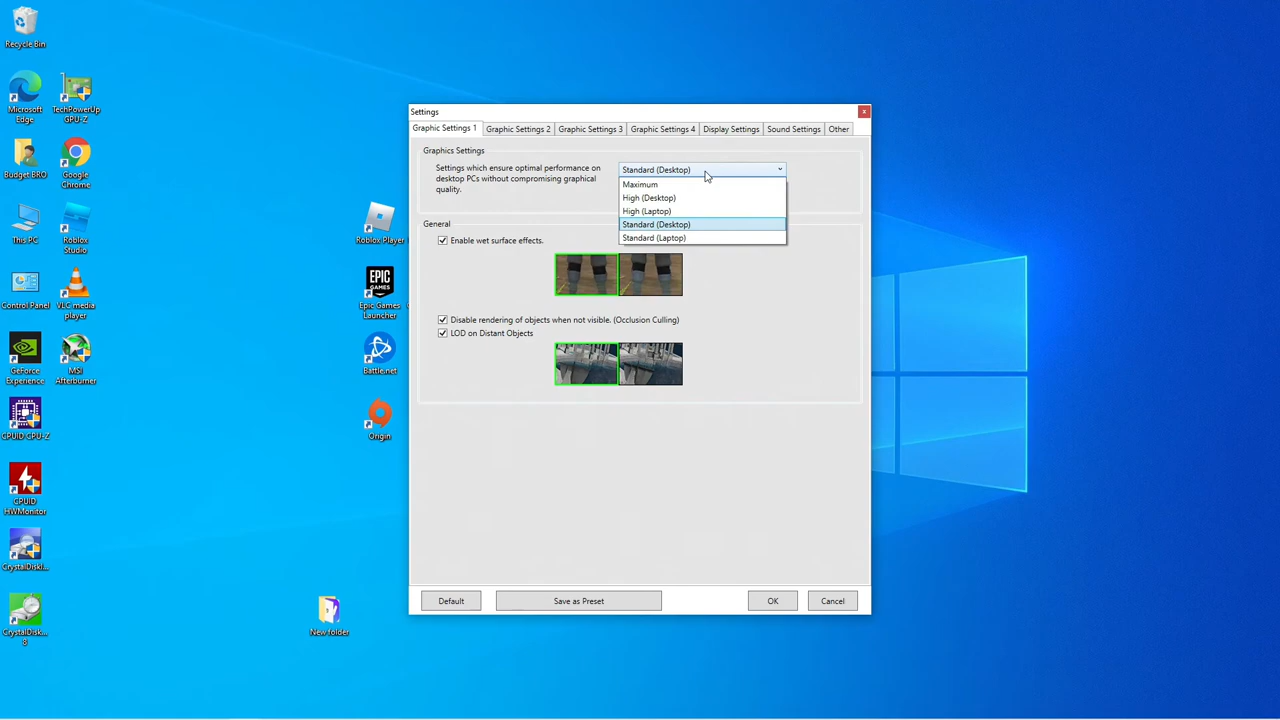 Recycle Bin
Microsoft
Edge
TechPowerUp
GPU-Z
Budget BRO
Google
Chrome
This PC
Roblox
Studio
Control Panel
VLC media
player
GeForce
Experience
MSI
Afterburner
CPUID GPU-Z
CPUID
HWMonitor
CrystalDiskI...
CrystalDisk...
8
Roblox Player
EPIC
GAMES
Epic Games
Launcher
Battle.net
Origin
New folder
Settings
Graphic Settings 1
Graphic Settings 2
Graphic Settings 3
Graphic Settings 4
Display Settings
Sound Settings
Other
Graphics Settings
Settings which ensure optimal performance on
desktop PCs without compromising graphical
quality.
Standard (Desktop)
Maximum
High (Desktop)
High (Laptop)
Standard (Desktop)
Standard (Laptop)
General
Enable wet surface effects.
Disable rendering of objects when not visible. (Occlusion Culling)
LOD on Distant Objects
Default
Save as Preset
OK
Cancel